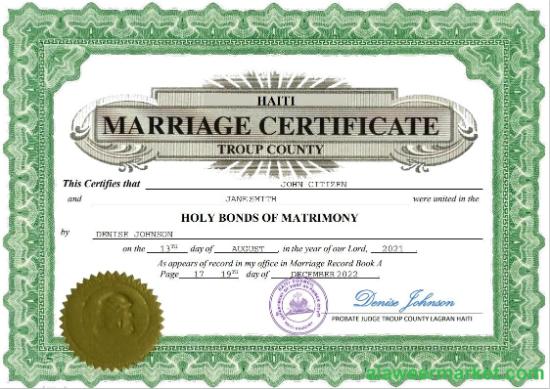 HAITI
MARRIAGE CERTIFICATE
TROUP COUNTY
This Certifies that JOHN CITIZEN
and JANESMITH were united in the
HOLY BONDS OF MATRIMONY
by DENISE JOHNSON
on the 13TH day of AUGUST, in the year of our Lord, 2021
As appears of record in my office in Marriage Record Book A
Page 17 19TH day of DECEMBER 2022
Denise Johnson
PROBATE JUDGE TROUP COUNTY LAGRAN HAITI